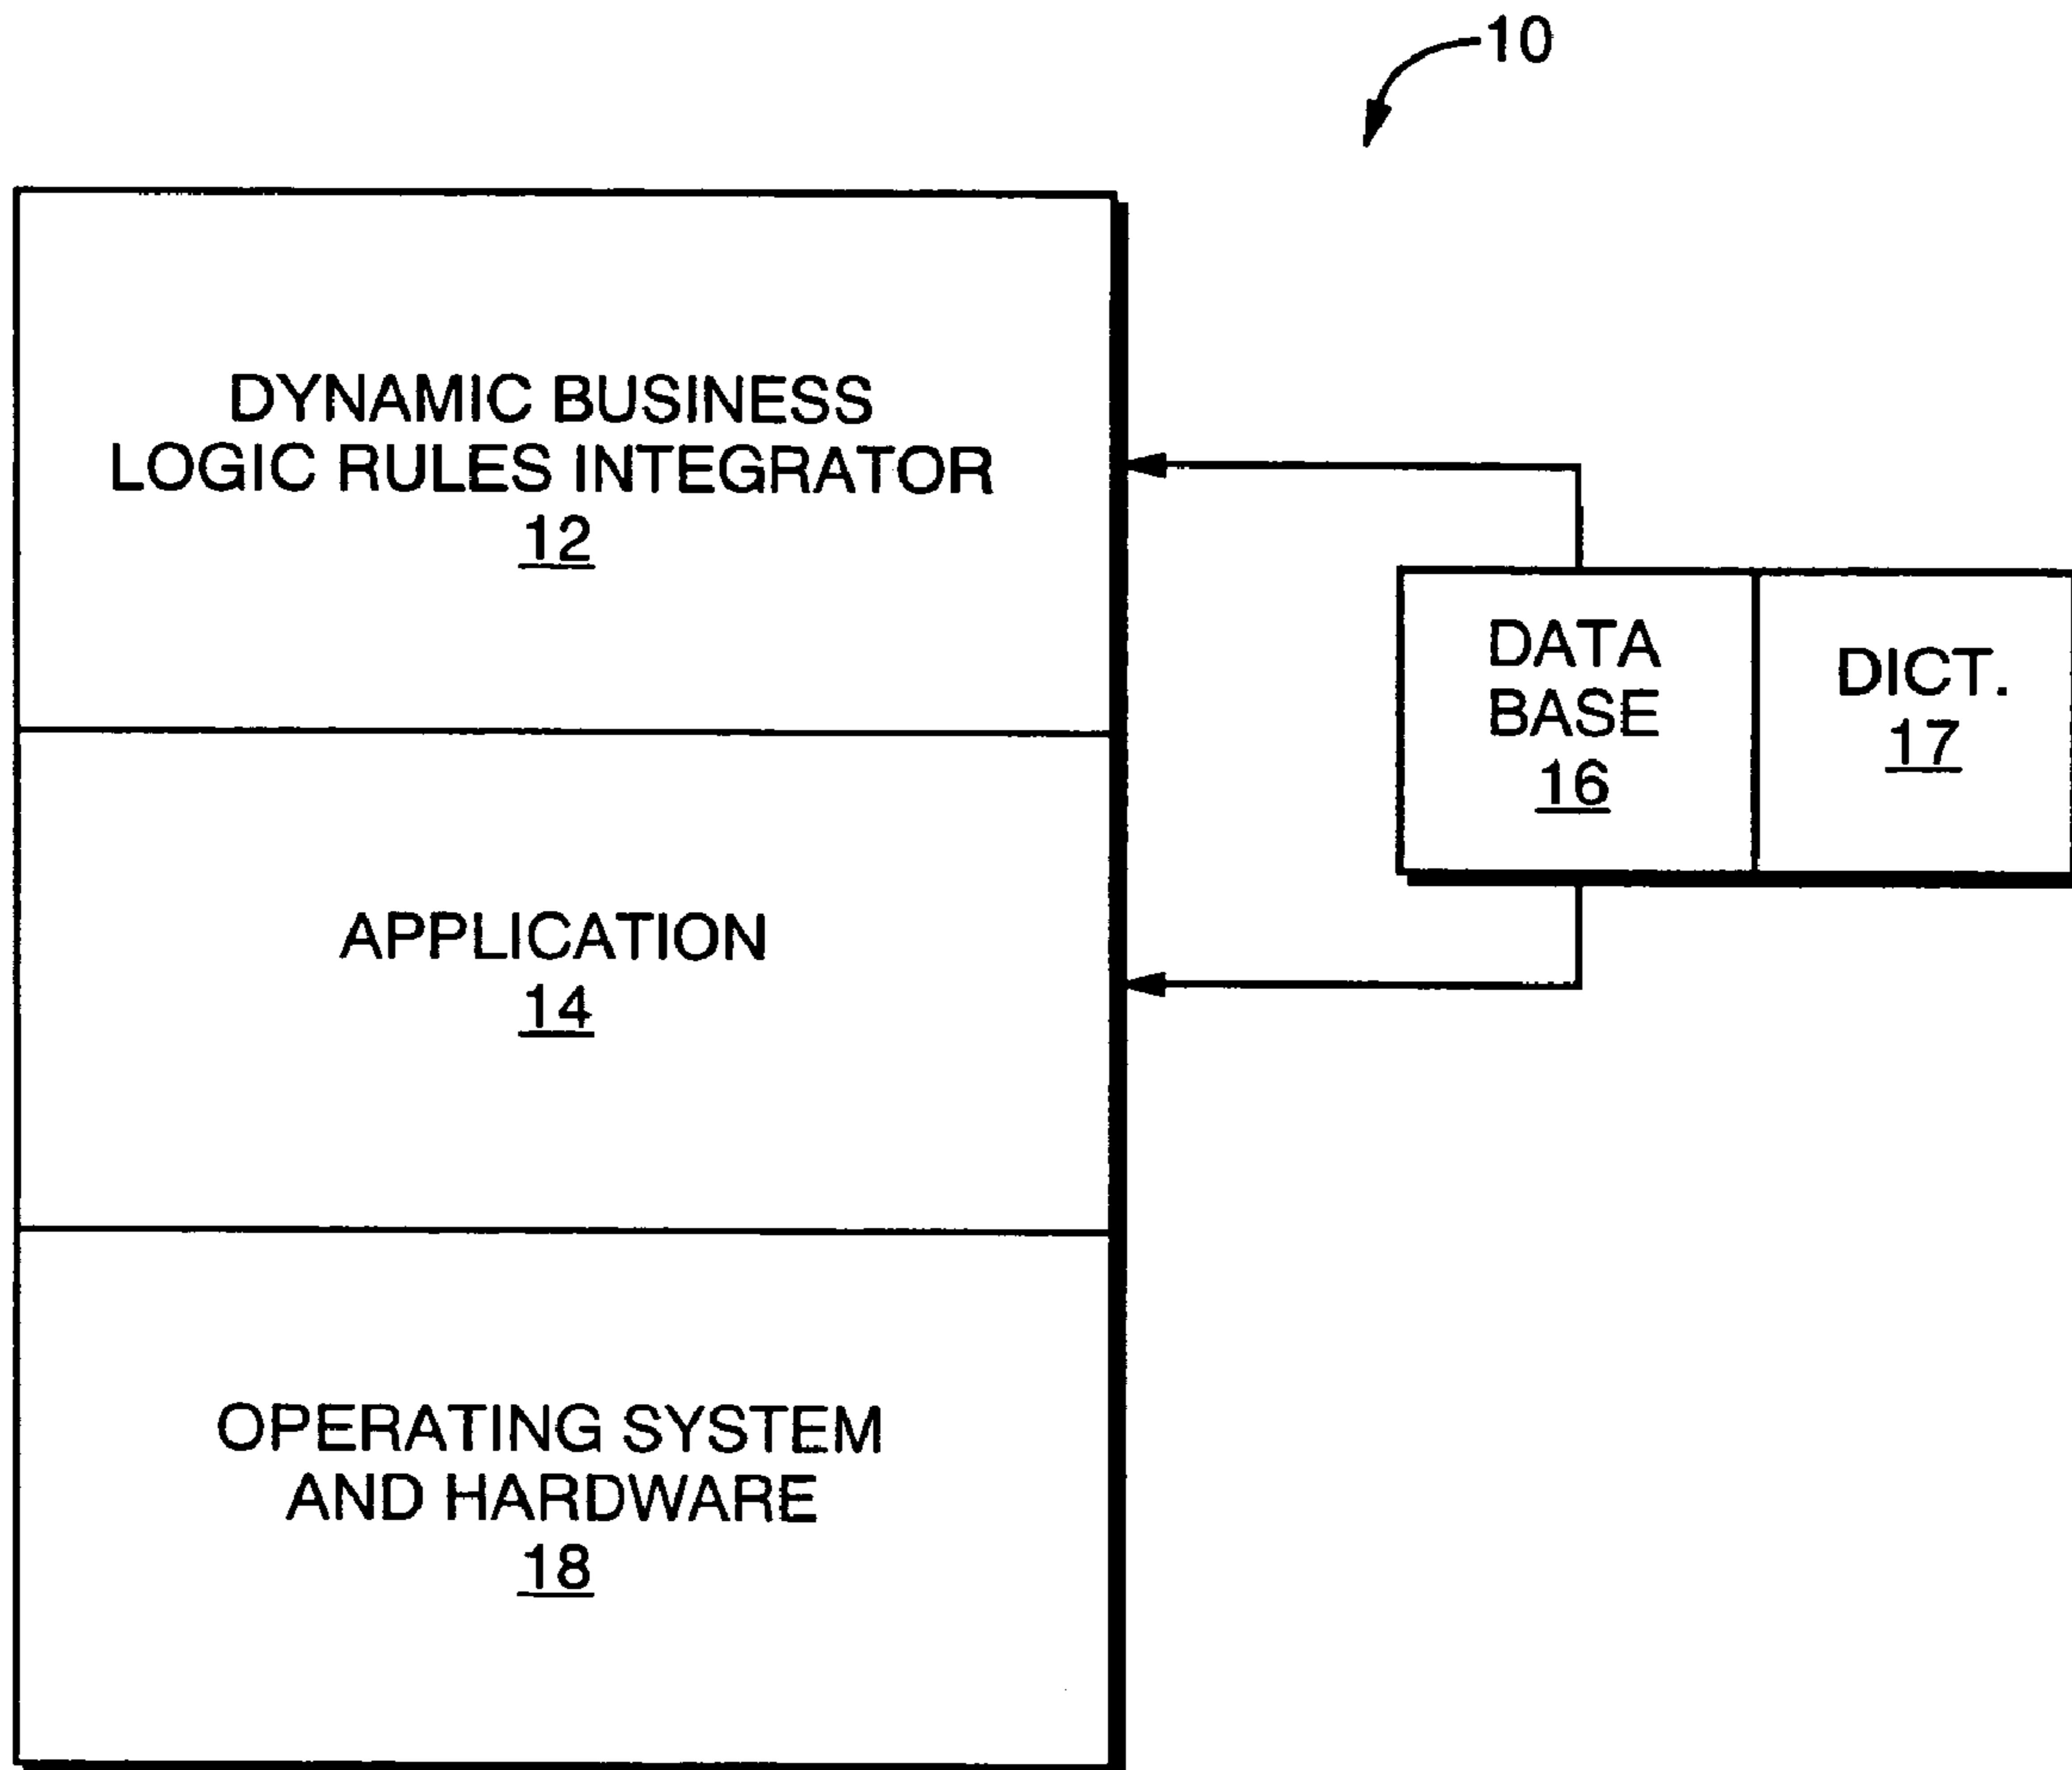 10
DYNAMIC BUSINESS
LOGIC RULES INTEGRATOR
12
DATA
BASE
16
DICT.
17
APPLICATION
14
OPERATING SYSTEM
AND HARDWARE
18